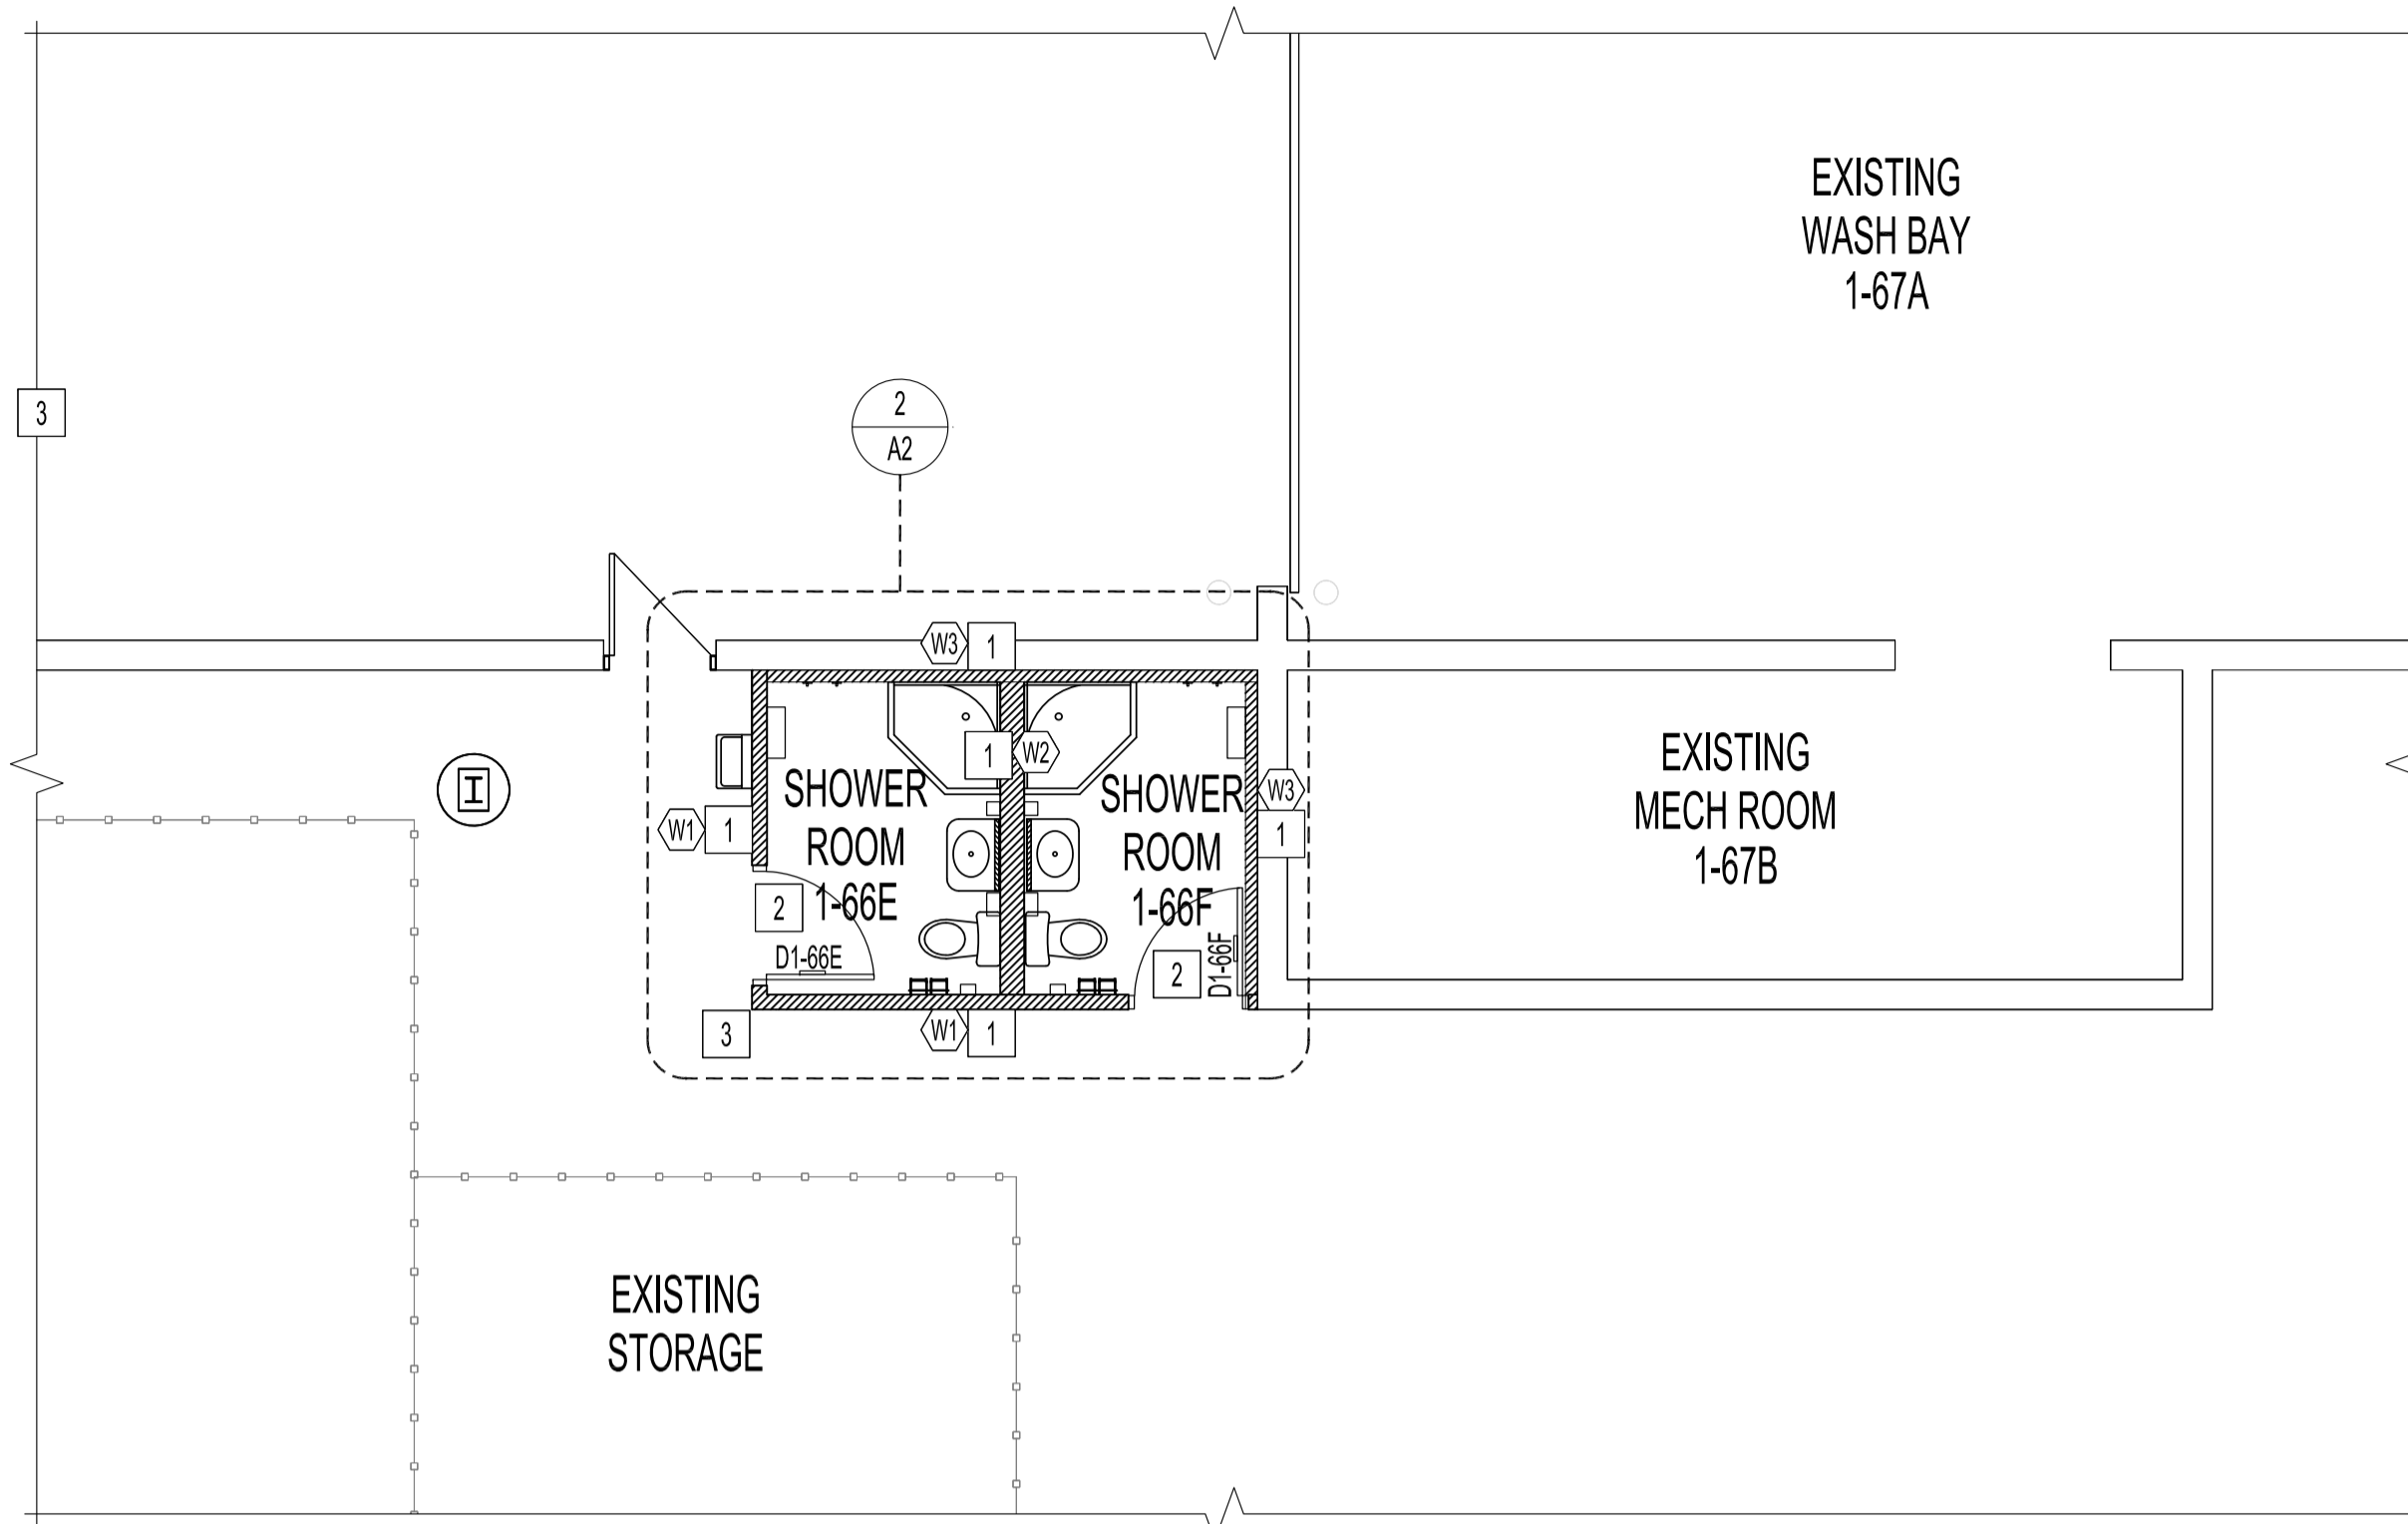 EXISTING
WASH BAY
1-67A
3
2
A2
W3
1
1
W2
EXISTING
MECH ROOM
1-67B
I
SHOWER
ROOM
1-66E
SHOWER
ROOM
1-66F
W3
1
W1
1
2
D1-66E
2
D1-66F
3
W1
1
EXISTING
STORAGE